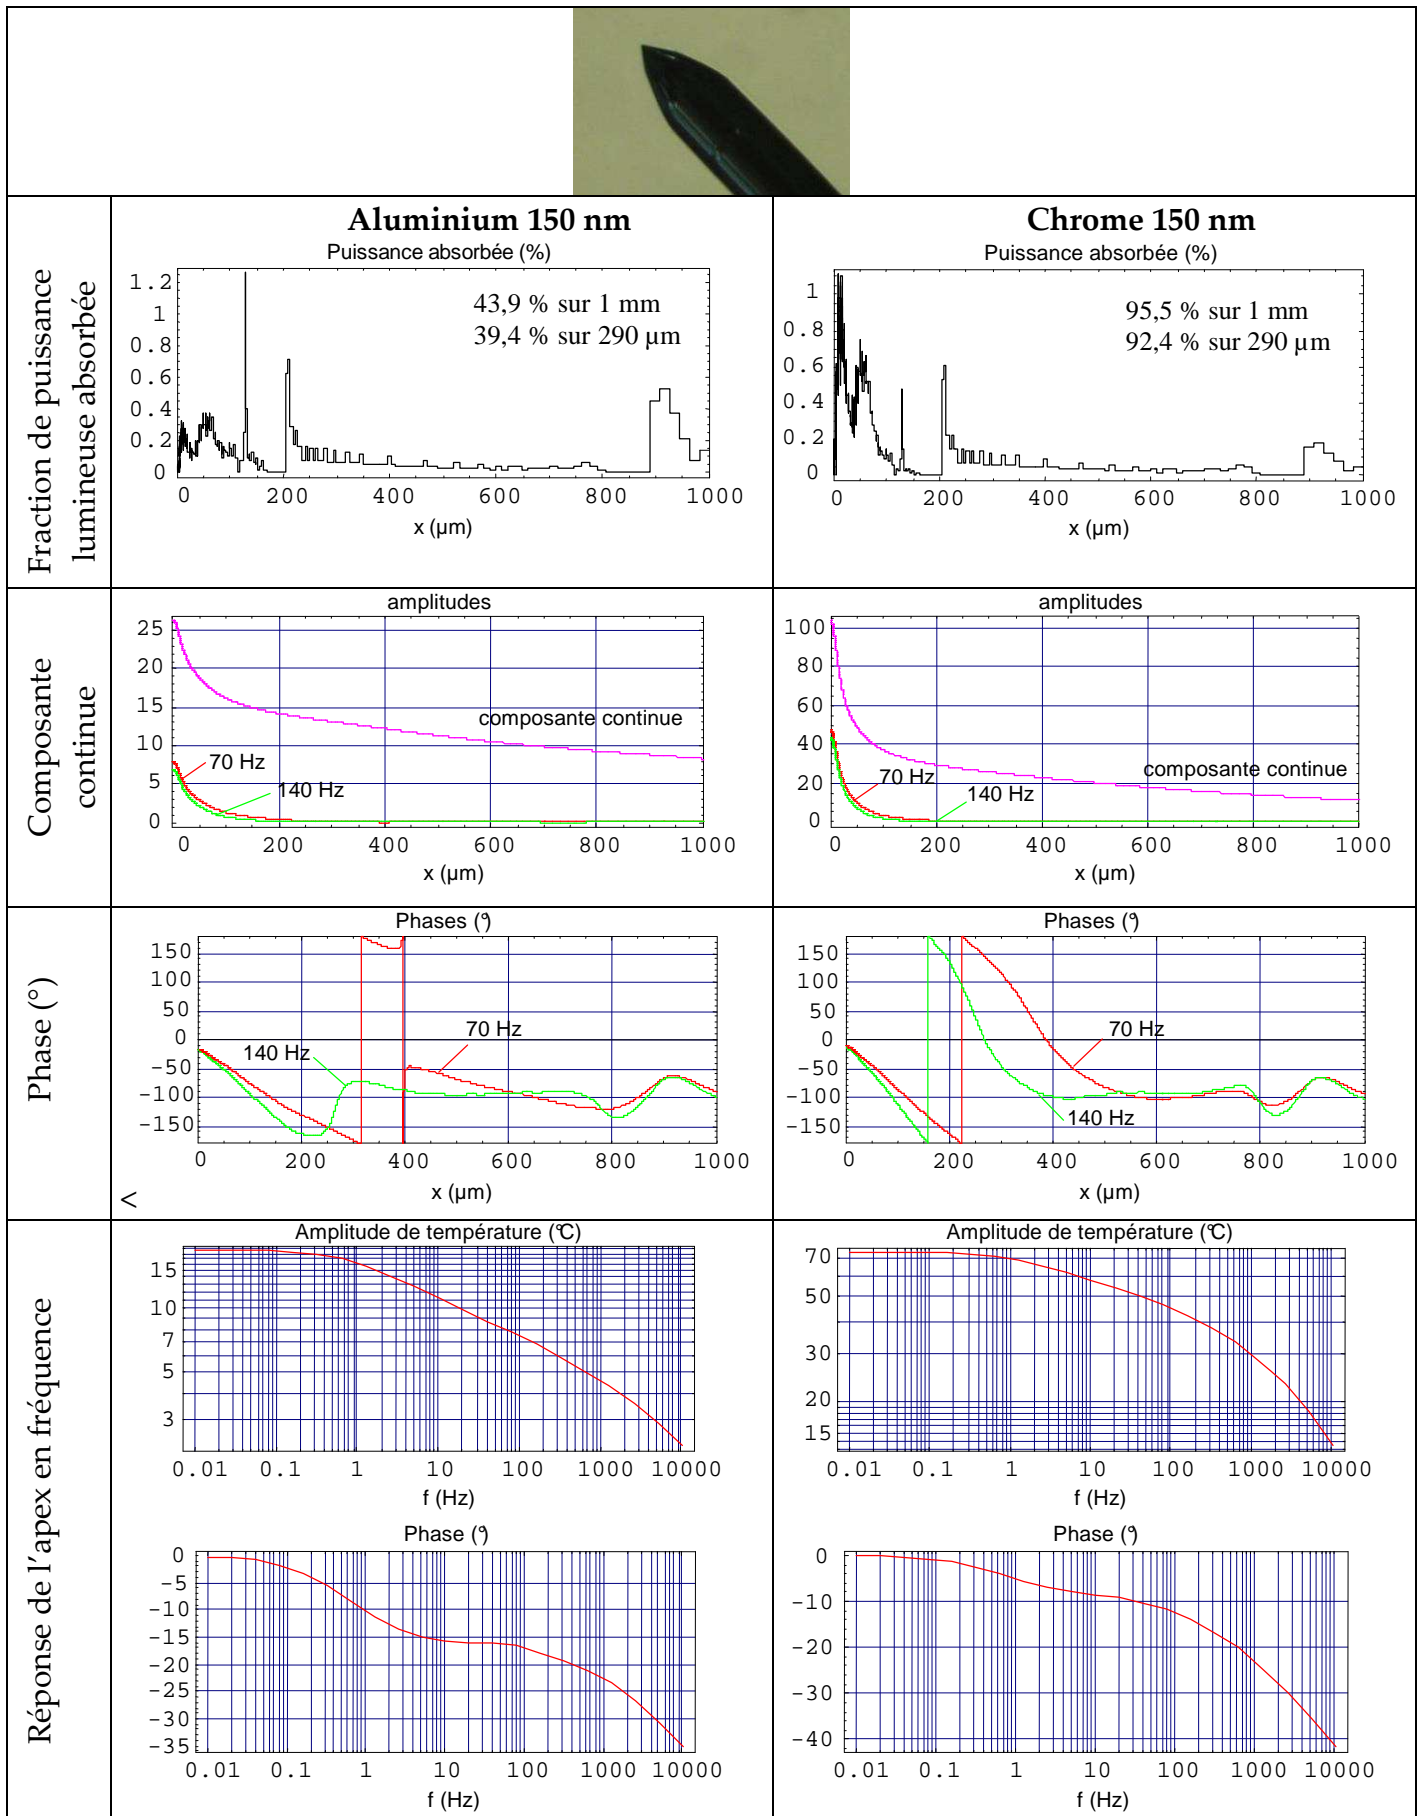 Aluminium 150 nm
Chrome 150 nm
Fraction de puissance
lumineuse absorbée
Puissance absorbée (%)
43,9 % sur 1 mm
39,4 % sur 290 µm
1.2
1
0.8
0.6
0.4
0.2
0
0 200 400 600 800 1000
x (µm)
Puissance absorbée (%)
95,5 % sur 1 mm
92,4 % sur 290 µm
1
0.8
0.6
0.4
0.2
0
0 200 400 600 800 1000
x (µm)
Composante
continue
amplitudes
25
20
15
10
5
0
composante continue
70 Hz
140 Hz
0 200 400 600 800 1000
x (µm)
amplitudes
100
80
60
40
20
0
composante continue
70 Hz
140 Hz
0 200 400 600 800 1000
x (µm)
Phase (°)
Phases (°)
150
100
50
0
-50
-100
-150
70 Hz
140 Hz
0 200 400 600 800 1000
x (µm)
<
Phases (°)
150
100
50
0
-50
-100
-150
70 Hz
140 Hz
0 200 400 600 800 1000
x (µm)
Réponse de l'apex en fréquence
Amplitude de température (°C)
15
10
7
5
3
0.01 0.1 1 10 100 1000 10000
f (Hz)
Amplitude de température (°C)
70
50
30
20
15
0.01 0.1 1 10 100 1000 10000
f (Hz)
Phase (°)
0
-5
-10
-15
-20
-25
-30
-35
0.01 0.1 1 10 100 1000 10000
f (Hz)
Phase (°)
0
-10
-20
-30
-40
0.01 0.1 1 10 100 1000 10000
f (Hz)